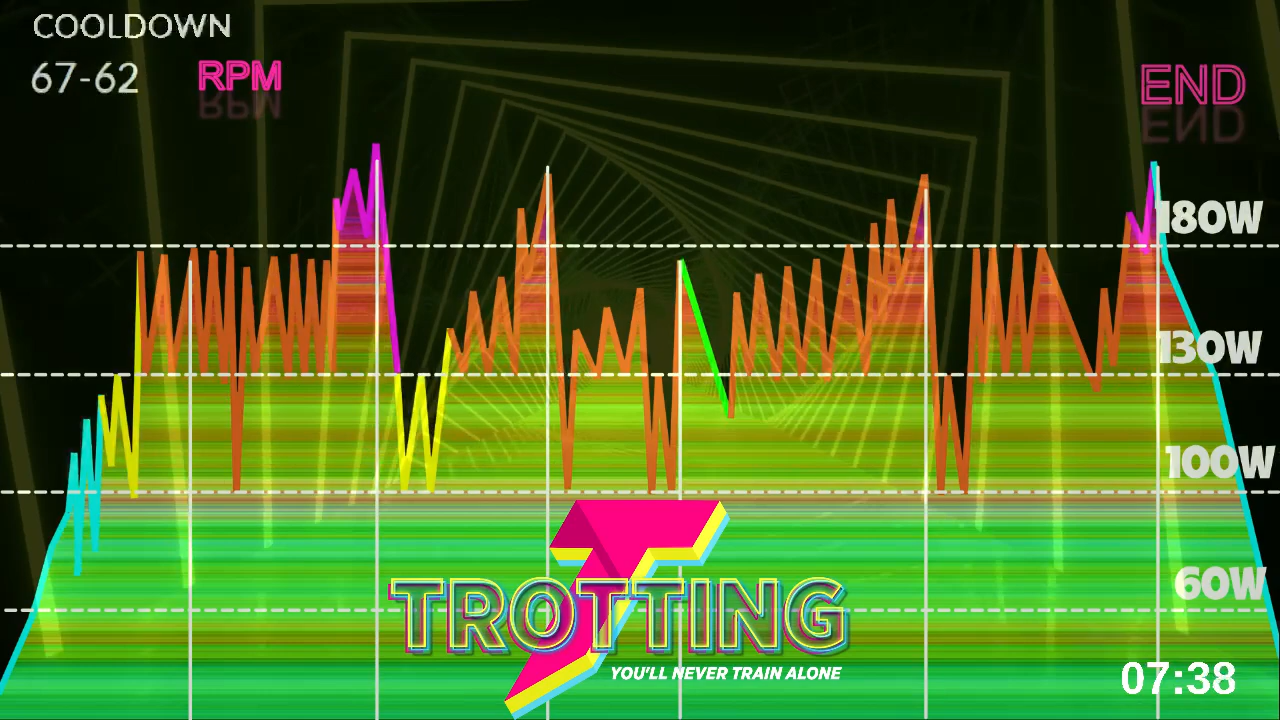 COOLDOWN
67-62 RPM
END
180W
130W
100W
60W
TROTTING
YOU'LL NEVER TRAIN ALONE
07:38